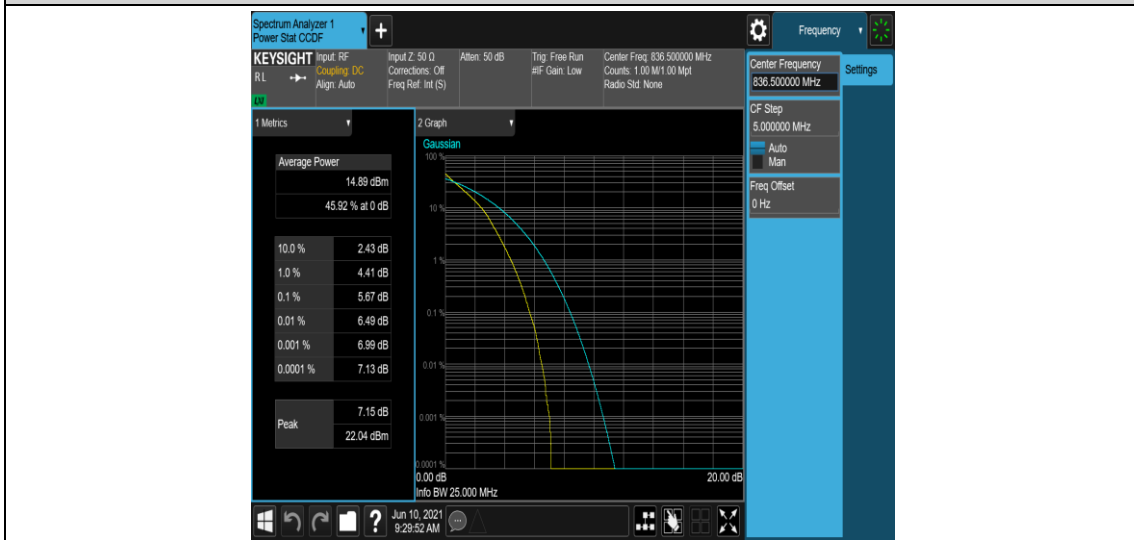 Spectrum Analyzer 1
Power Stat CCDF
+
Frequency
KEYSIGHT
RL
LXI
Input: RF
Coupling: DC
Align: Auto
Input Z: 50 Ω
Corrections: Off
Freq Ref: Int (S)
Atten: 50 dB
Trig: Free Run
#IF Gain: Low
Center Freq: 836.500000 MHz
Counts: 1.00 M/1.00 Mpt
Radio Std: None
Center Frequency
836.500000 MHz
Settings
CF Step
5.000000 MHz
Auto
Man
Freq Offset
0 Hz
1 Metrics
Average Power
14.89 dBm
45.92 % at 0 dB
10.0 % 2.43 dB
1.0 % 4.41 dB
0.1 % 5.67 dB
0.01 % 6.49 dB
0.001 % 6.99 dB
0.0001 % 7.13 dB
Peak
7.15 dB
22.04 dBm
2 Graph
Gaussian
100 %
10 %
1 %
0.1 %
0.01 %
0.001 %
0.0001 %
0.00 dB 20.00 dB
Info BW 25.000 MHz
?
Jun 10, 2021
9:29:52 AM